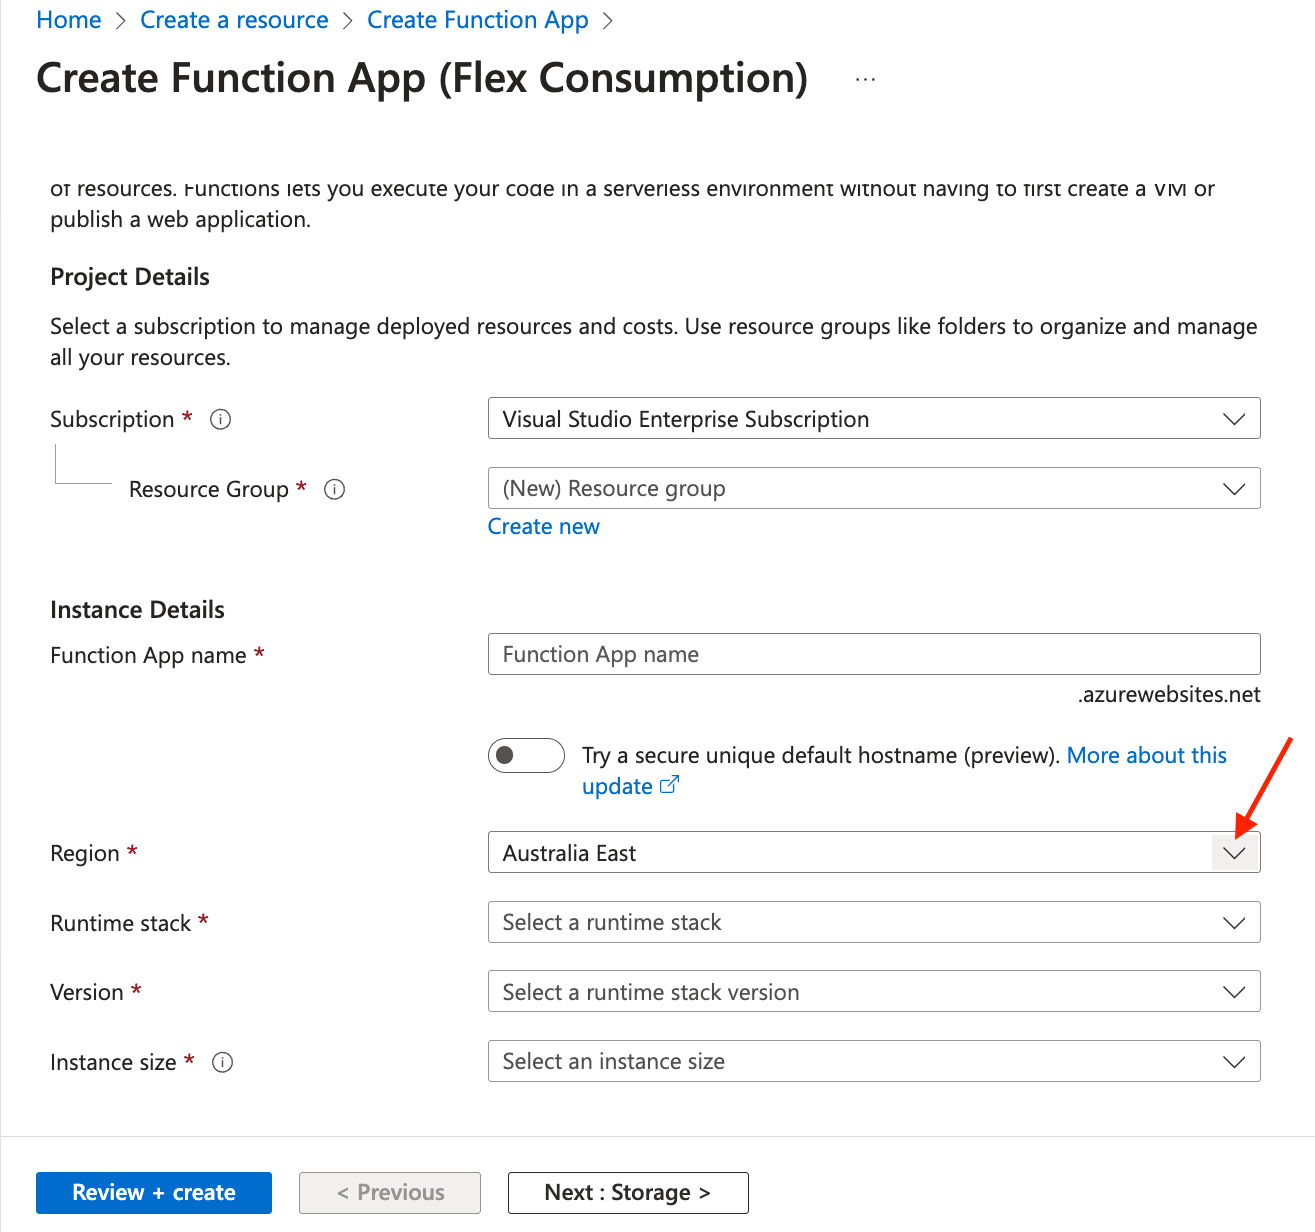 Home > Create a resource > Create Function App >
Create Function App (Flex Consumption) ...
of resources. Functions lets you execute your code in a serverless environment without having to first create a VM or
publish a web application.
Project Details
Select a subscription to manage deployed resources and costs. Use resource groups like folders to organize and manage
all your resources.
Subscription * Visual Studio Enterprise Subscription
Resource Group * (New) Resource group
Create new
Instance Details
Function App name * Function App name
.azurewebsites.net
Try a secure unique default hostname (preview). More about this
update
Region * Australia East
Runtime stack * Select a runtime stack
Version * Select a runtime stack version
Instance size * Select an instance size
Review + create < Previous Next : Storage >